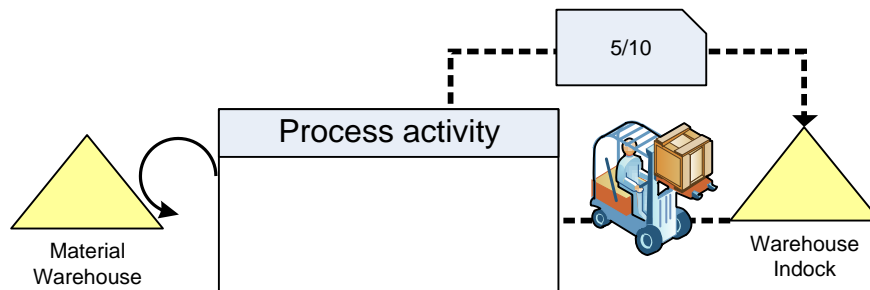 5/10
Process activity
Material
Warehouse
Warehouse
Indock